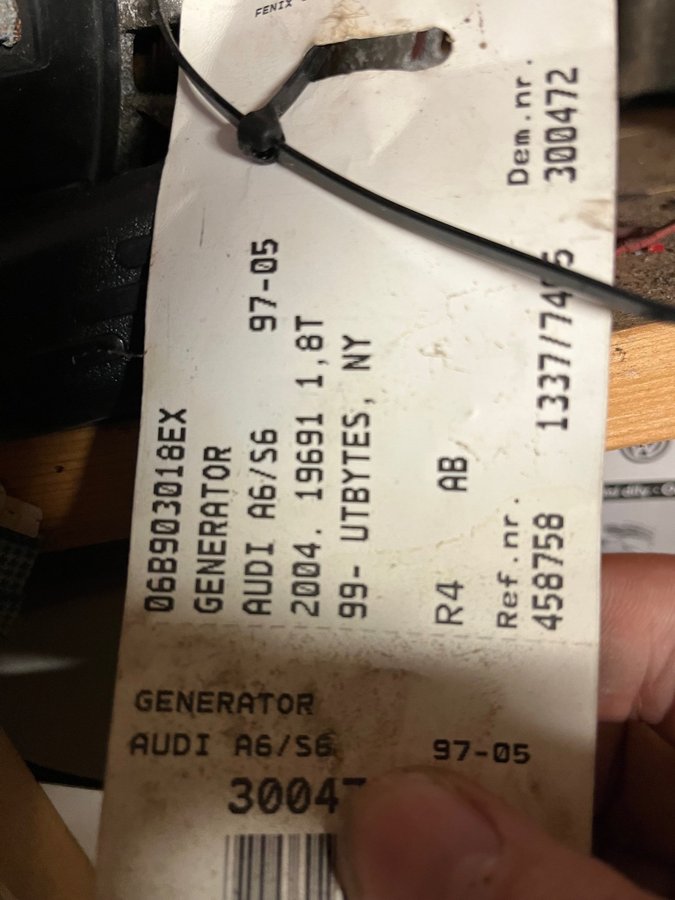 FENIX
Dem.nr.
300472
06B903018EX
GENERATOR
AUDI A6/S6 97-05
2004. 19691 1,8T
99- UTBYTES, NY
R4 AB
Ref.nr.
458758
GENERATOR
AUDI A6/S6 97-05